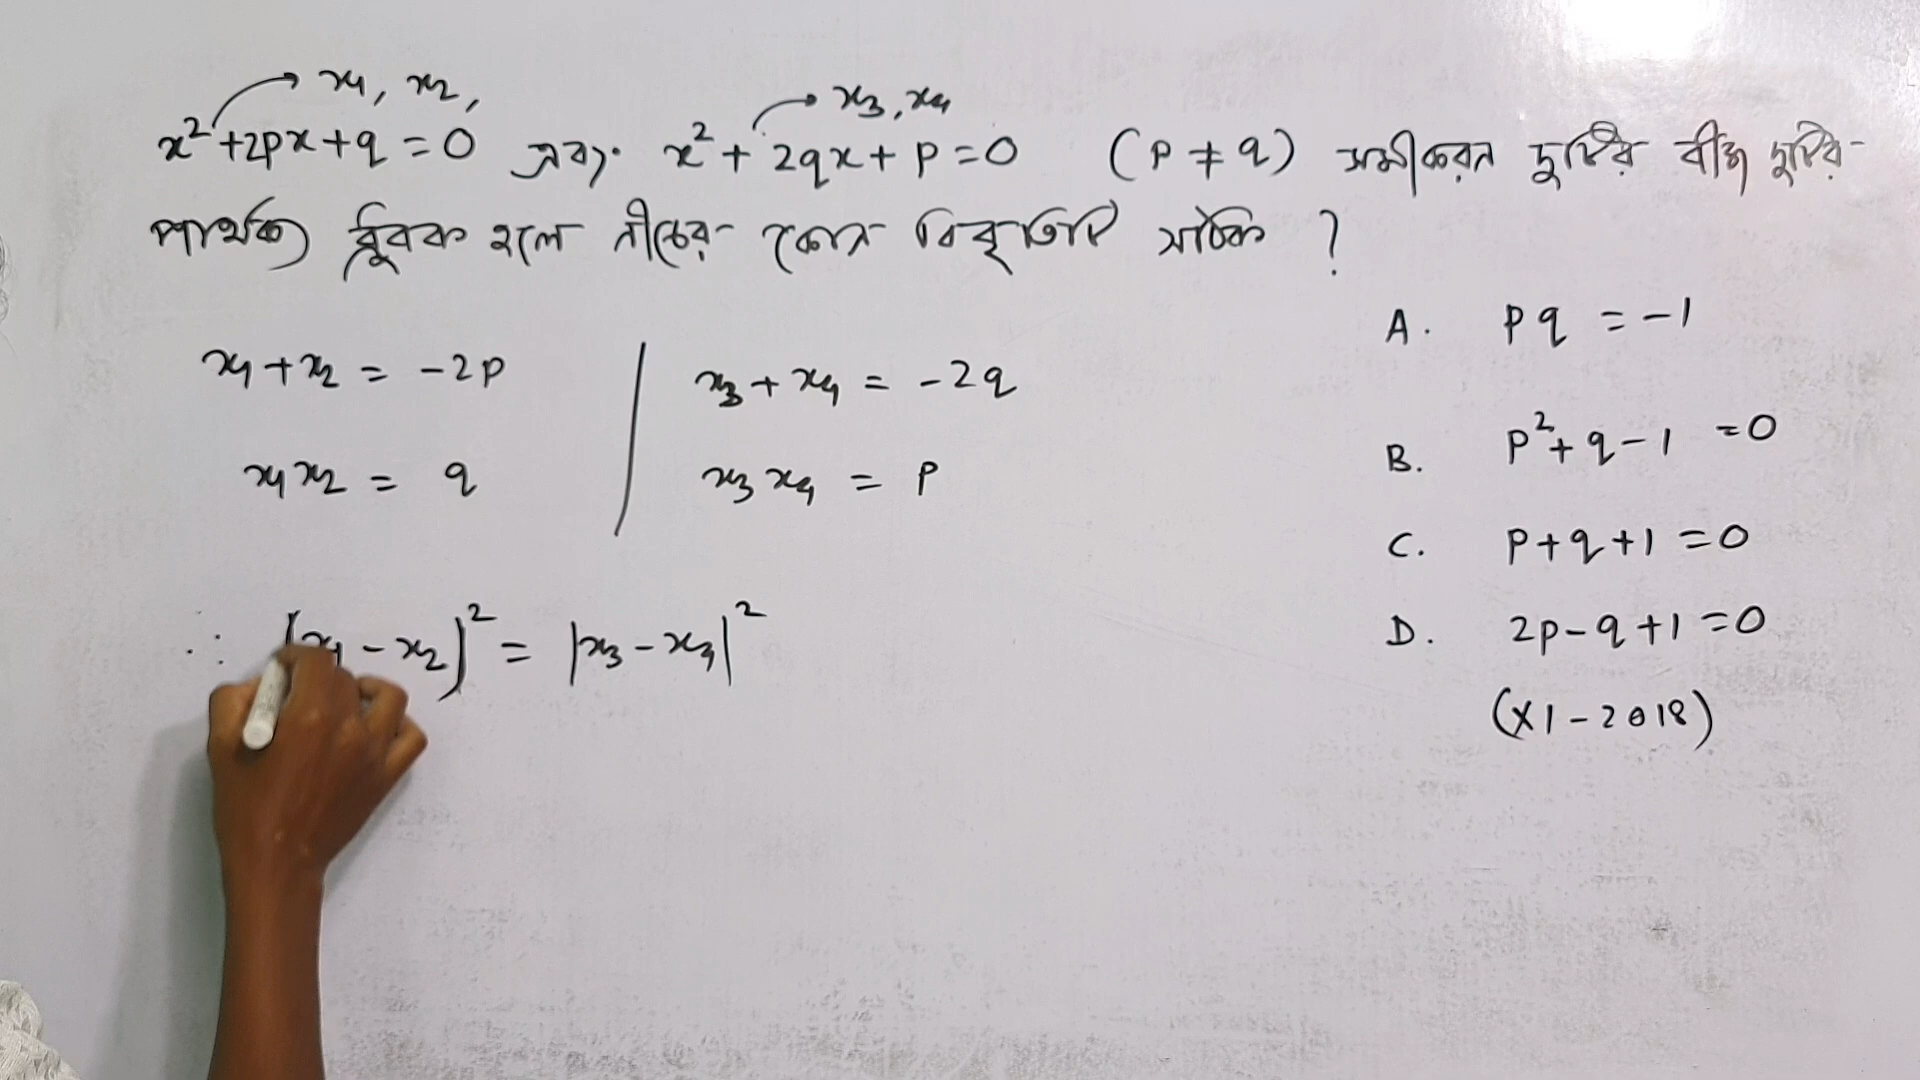 x₁, x₂,
x₃, x₄
x² + 2px + q = 0 এবং x² + 2qx + p = 0 (p ≠ q) সমীকরন দুটির বীজ দুটির
পার্থক্য ধ্রুবক হলে নীচের কোন বিবৃতিটি সঠিক ?
x₁ + x₂ = -2p
x₃ + x₄ = -2q
x₁x₂ = q
x₃x₄ = p
∴ |x₁ - x₂|² = |x₃ - x₄|²
A. pq = -1
B. p² + q - 1 = 0
C. p + q + 1 = 0
D. 2p - q + 1 = 0
(XI - 2018)